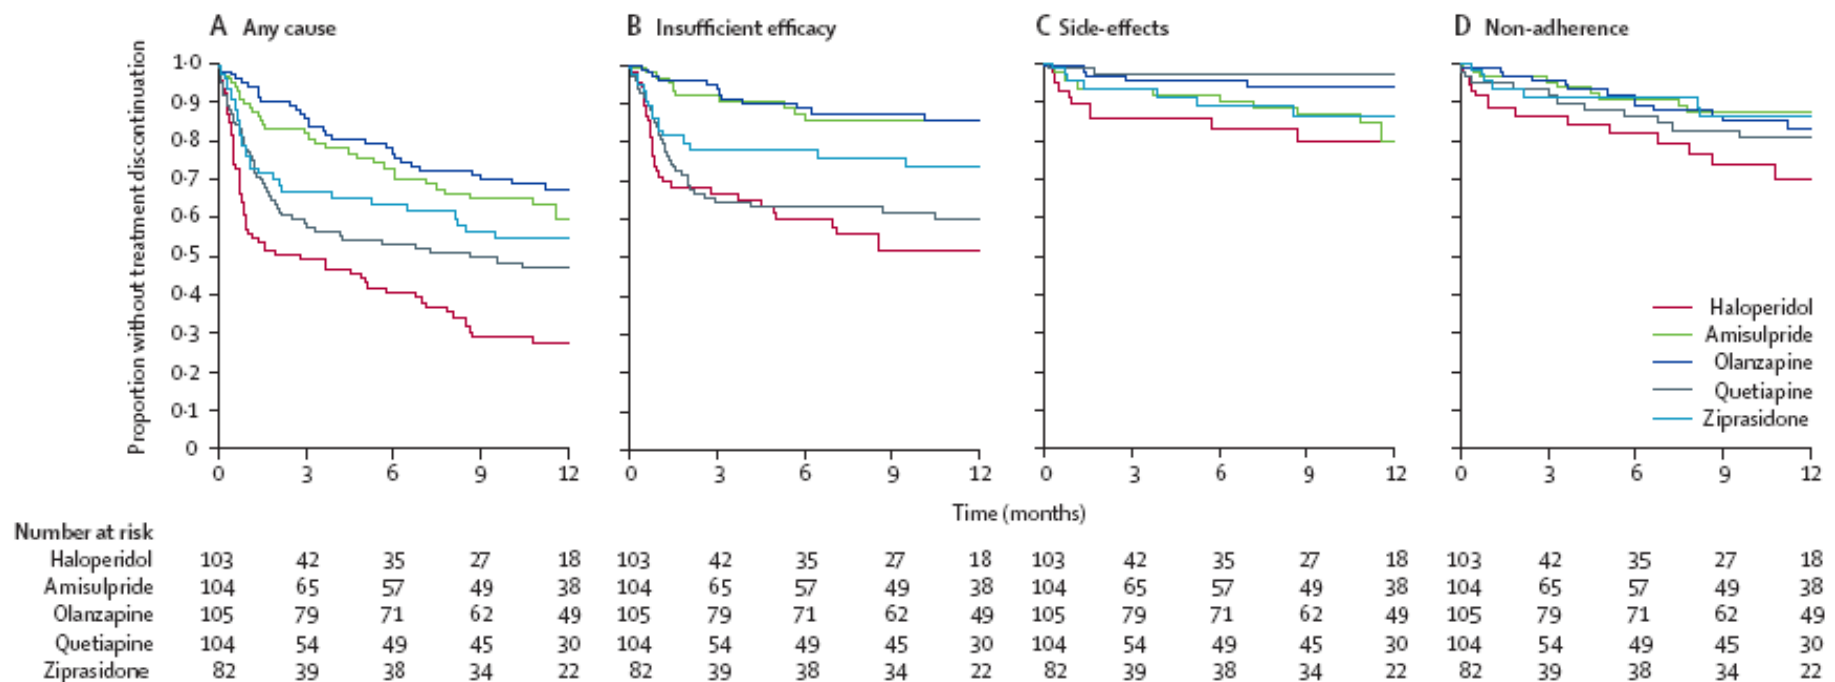 A Any cause
B Insufficient efficacy
C Side-effects
D Non-adherence
Proportion without treatment discontinuation
1·0
0·9
0·8
0·7
0·6
0·5
0·4
0·3
0·2
0·1
0
0 3 6 9 12
0 3 6 9 12
0 3 6 9 12
0 3 6 9 12
Haloperidol
Amisulpride
Olanzapine
Quetiapine
Ziprasidone
Time (months)
Number at risk
Haloperidol 103 42 35 27 18 103 42 35 27 18 103 42 35 27 18 103 42 35 27 18
Amisulpride 104 65 57 49 38 104 65 57 49 38 104 65 57 49 38 104 65 57 49 38
Olanzapine 105 79 71 62 49 105 79 71 62 49 105 79 71 62 49 105 79 71 62 49
Quetiapine 104 54 49 45 30 104 54 49 45 30 104 54 49 45 30 104 54 49 45 30
Ziprasidone 82 39 38 34 22 82 39 38 34 22 82 39 38 34 22 82 39 38 34 22